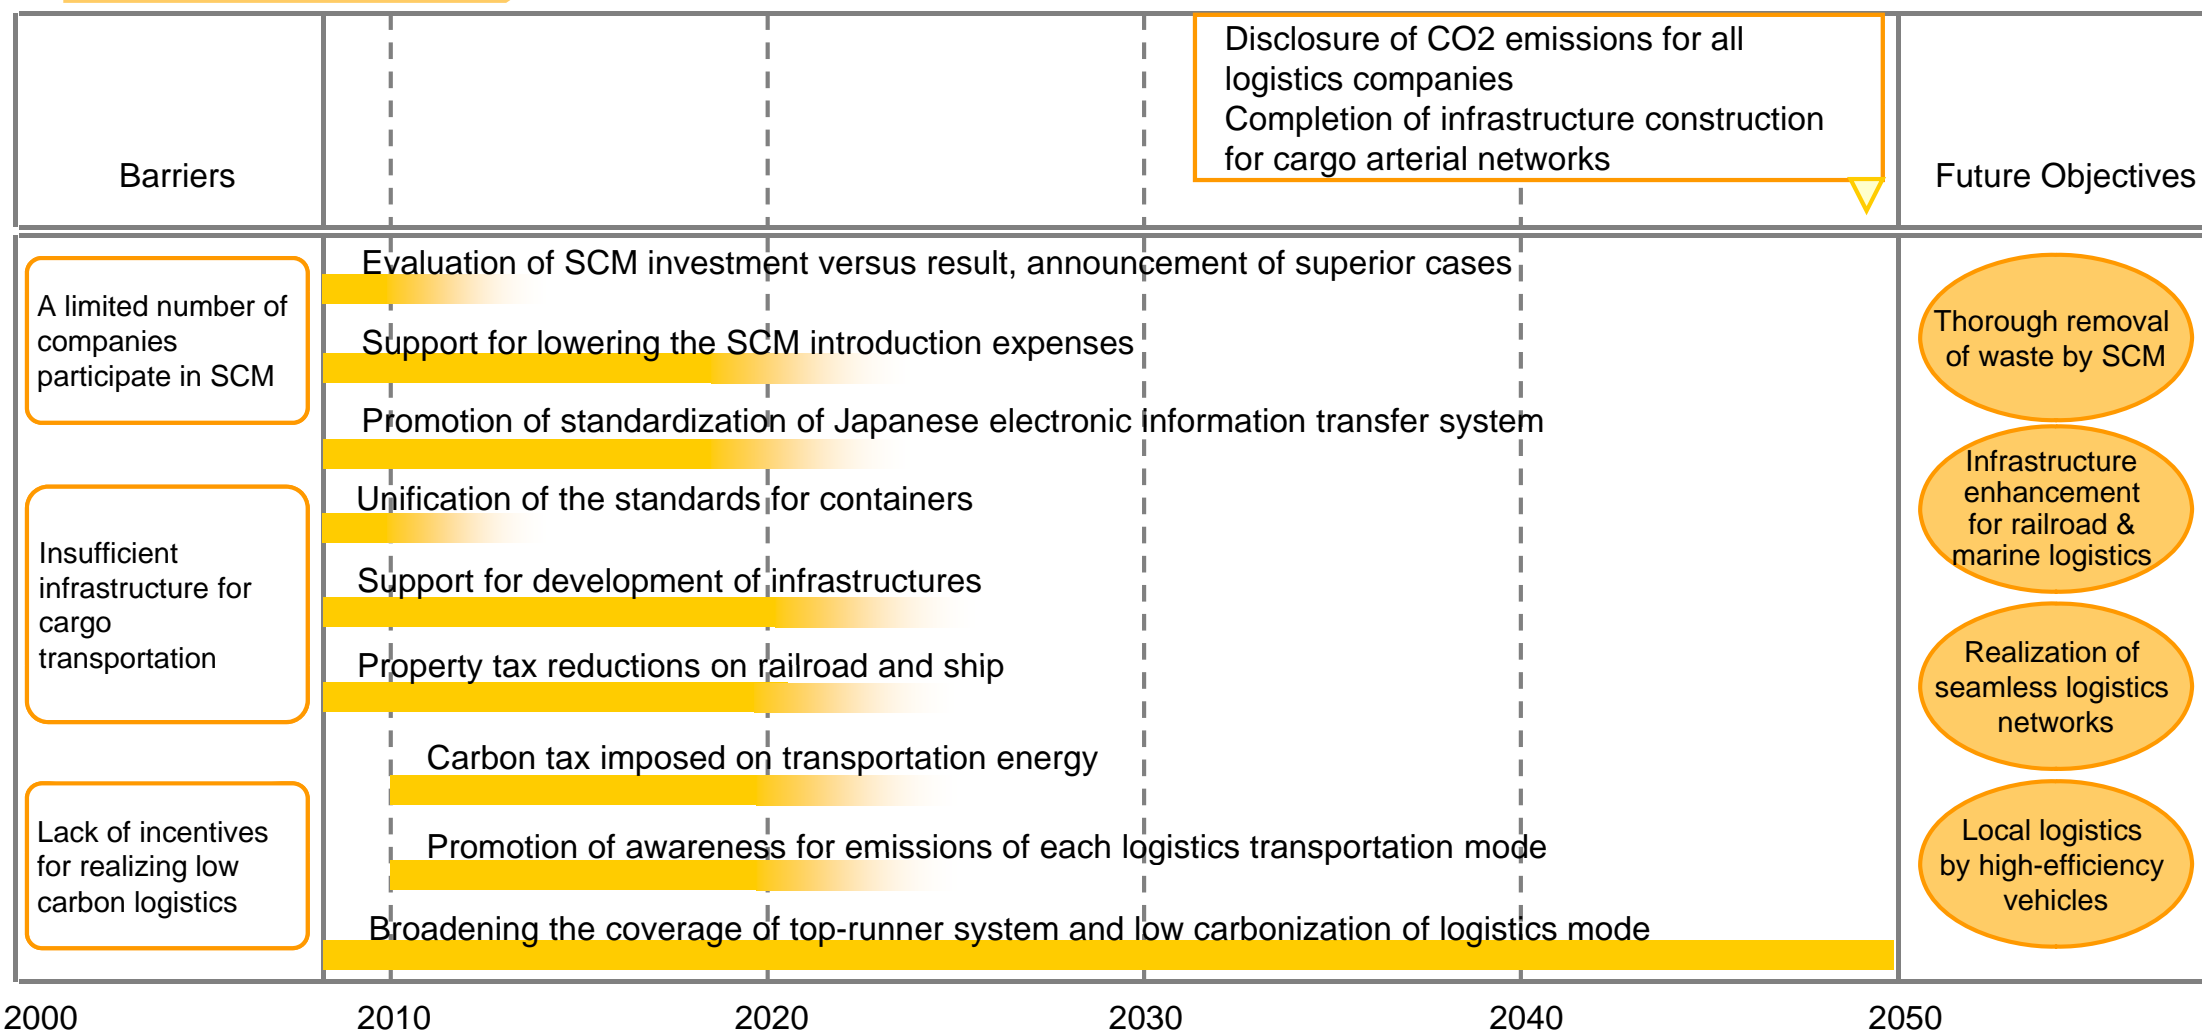 Disclosure of CO2 emissions for all
logistics companies
Completion of infrastructure construction
for cargo arterial networks
Barriers
Future Objectives
A limited number of
companies
participate in SCM
Insufficient
infrastructure for
cargo
transportation
Lack of incentives
for realizing low
carbon logistics
Evaluation of SCM investment versus result, announcement of superior cases
Support for lowering the SCM introduction expenses
Promotion of standardization of Japanese electronic information transfer system
Unification of the standards for containers
Support for development of infrastructures
Property tax reductions on railroad and ship
Carbon tax imposed on transportation energy
Promotion of awareness for emissions of each logistics transportation mode
Broadening the coverage of top-runner system and low carbonization of logistics mode
Thorough removal
of waste by SCM
Infrastructure
enhancement
for railroad &
marine logistics
Realization of
seamless logistics
networks
Local logistics
by high-efficiency
vehicles
2000
2010
2020
2030
2040
2050